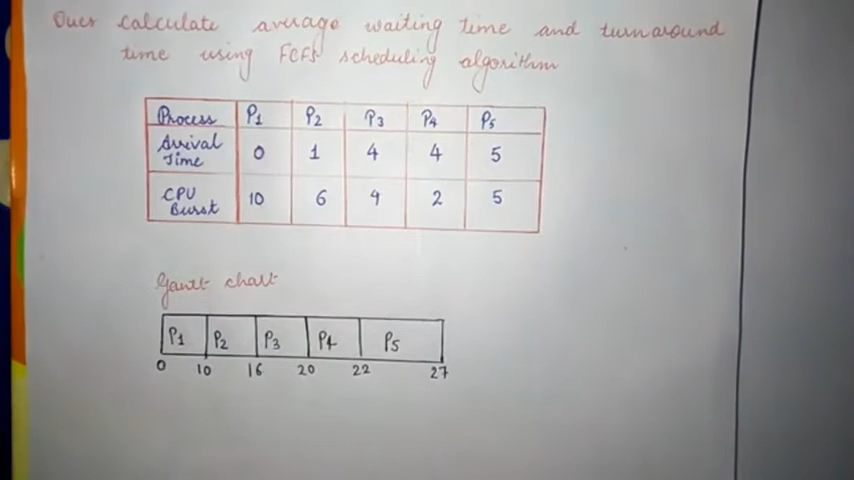 Ques calculate average waiting time and turnaround
time using FCFS scheduling algorithm
Process P1 P2 P3 P4 P5
Arrival Time 0 1 4 4 5
CPU Burst 10 6 4 2 5
Gantt chart
P1 P2 P3 P4 P5
0 10 16 20 22 27